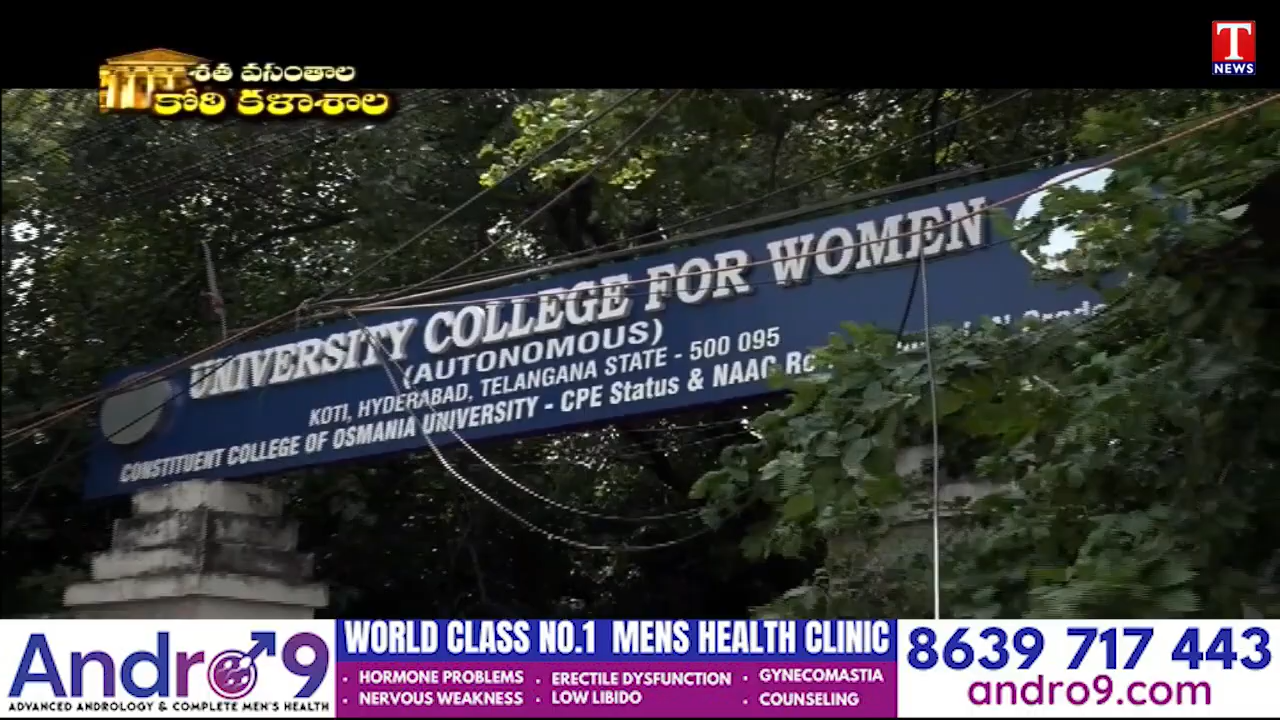 T
NEWS
శత వసంతాల
కోఠి కళాశాల
UNIVERSITY COLLEGE FOR WOMEN
(AUTONOMOUS)
KOTI, HYDERABAD, TELANGANA STATE - 500 095
CONSTITUENT COLLEGE OF OSMANIA UNIVERSITY - CPE Status & NAAC
Andro9
ADVANCED ANDROLOGY & COMPLETE MEN'S HEALTH
WORLD CLASS NO.1 MENS HEALTH CLINIC
· HORMONE PROBLEMS · ERECTILE DYSFUNCTION · GYNECOMASTIA
· NERVOUS WEAKNESS · LOW LIBIDO · COUNSELING
8639 717 443
andro9.com